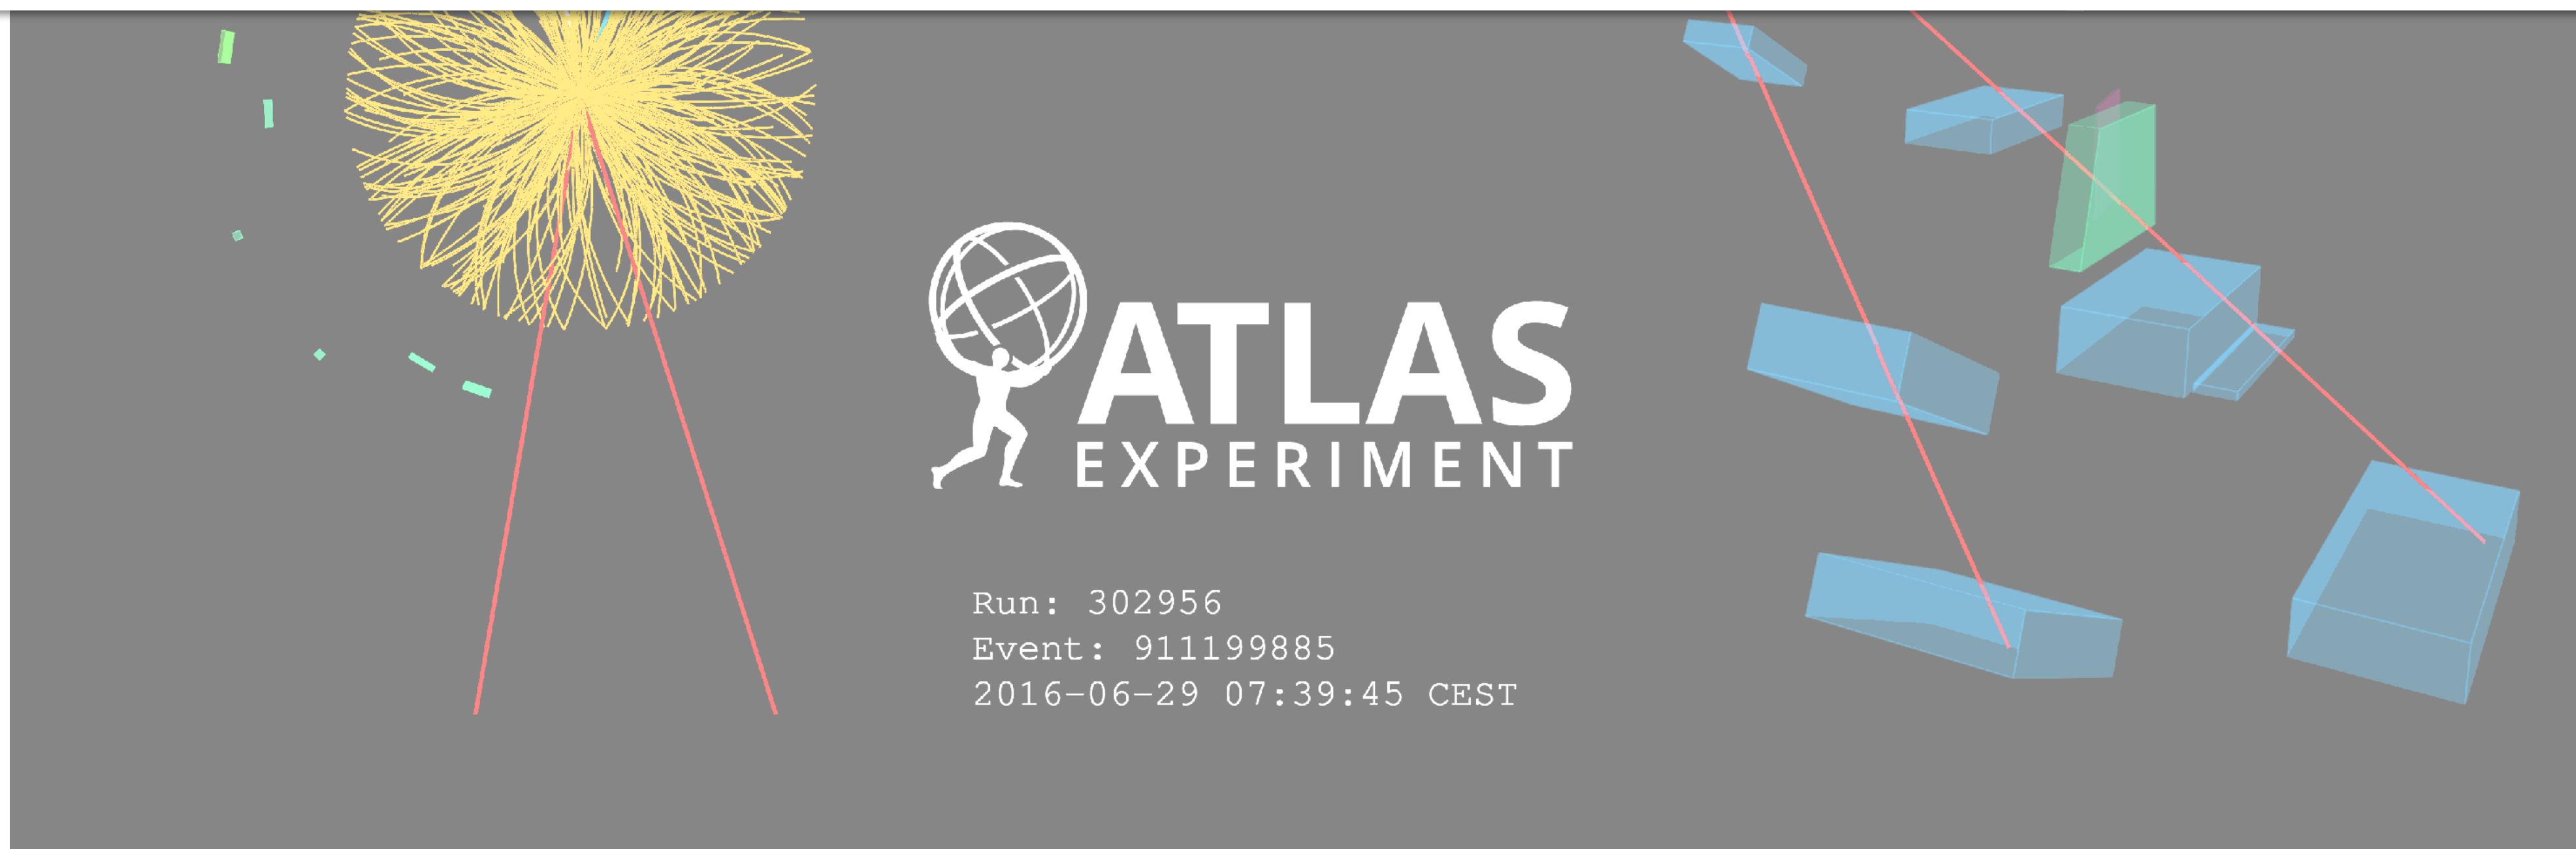 ATLAS
EXPERIMENT
Run: 302956
Event: 911199885
2016-06-29 07:39:45 CEST